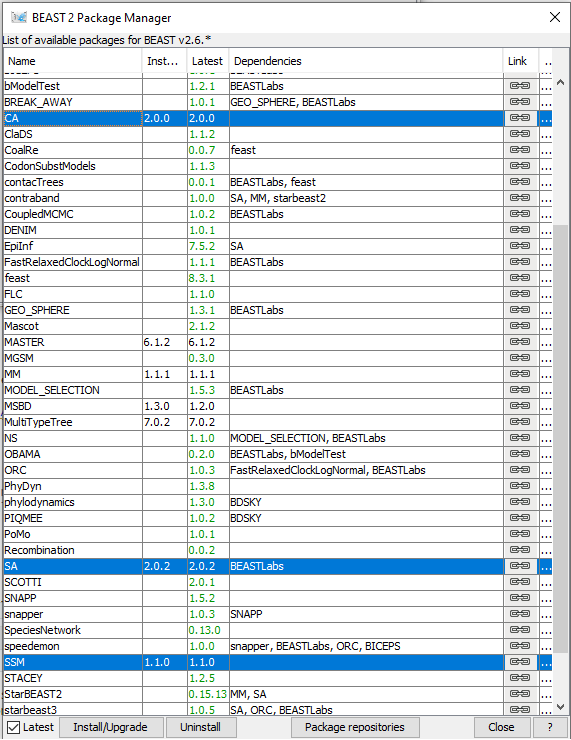 BEAST 2 Package Manager
List of available packages for BEAST v2.6.*
Name Inst... Latest Dependencies Link ...
bModelTest 1.2.1 BEASTLabs ...
BREAK_AWAY 1.0.1 GEO_SPHERE, BEASTLabs ...
CA 2.0.0 2.0.0 ...
ClaDS 1.1.2 ...
CoalRe 0.0.7 feast ...
CodonSubstModels 1.1.3 ...
contacTrees 0.0.1 BEASTLabs, feast ...
contraband 1.0.0 SA, MM, starbeast2 ...
CoupledMCMC 1.0.2 BEASTLabs ...
DENIM 1.0.1 ...
EpiInf 7.5.2 SA ...
FastRelaxedClockLogNormal 1.1.1 BEASTLabs ...
feast 8.3.1 ...
FLC 1.1.0 ...
GEO_SPHERE 1.3.1 BEASTLabs ...
Mascot 2.1.2 ...
MASTER 6.1.2 6.1.2 ...
MGSM 0.3.0 ...
MM 1.1.1 1.1.1 ...
MODEL_SELECTION 1.5.3 BEASTLabs ...
MSBD 1.3.0 1.2.0 ...
MultiTypeTree 7.0.2 7.0.2 ...
NS 1.1.0 MODEL_SELECTION, BEASTLabs ...
OBAMA 0.2.0 BEASTLabs, bModelTest ...
ORC 1.0.3 FastRelaxedClockLogNormal, BEASTLabs ...
PhyDyn 1.3.8 ...
phylodynamics 1.3.0 BDSKY ...
PIQMEE 1.0.2 BDSKY ...
PoMo 1.0.1 ...
Recombination 0.0.2 ...
SA 2.0.2 2.0.2 BEASTLabs ...
SCOTTI 2.0.1 ...
SNAPP 1.5.2 ...
snapper 1.0.3 SNAPP ...
SpeciesNetwork 0.13.0 ...
speedemon 1.0.0 snapper, BEASTLabs, ORC, BICEPS ...
SSM 1.1.0 1.1.0 ...
STACEY 1.2.5 ...
StarBEAST2 0.15.13 MM, SA ...
starbeast3 1.0.5 SA, ORC, BEASTLabs ...
Latest Install/Upgrade Uninstall Package repositories Close ?